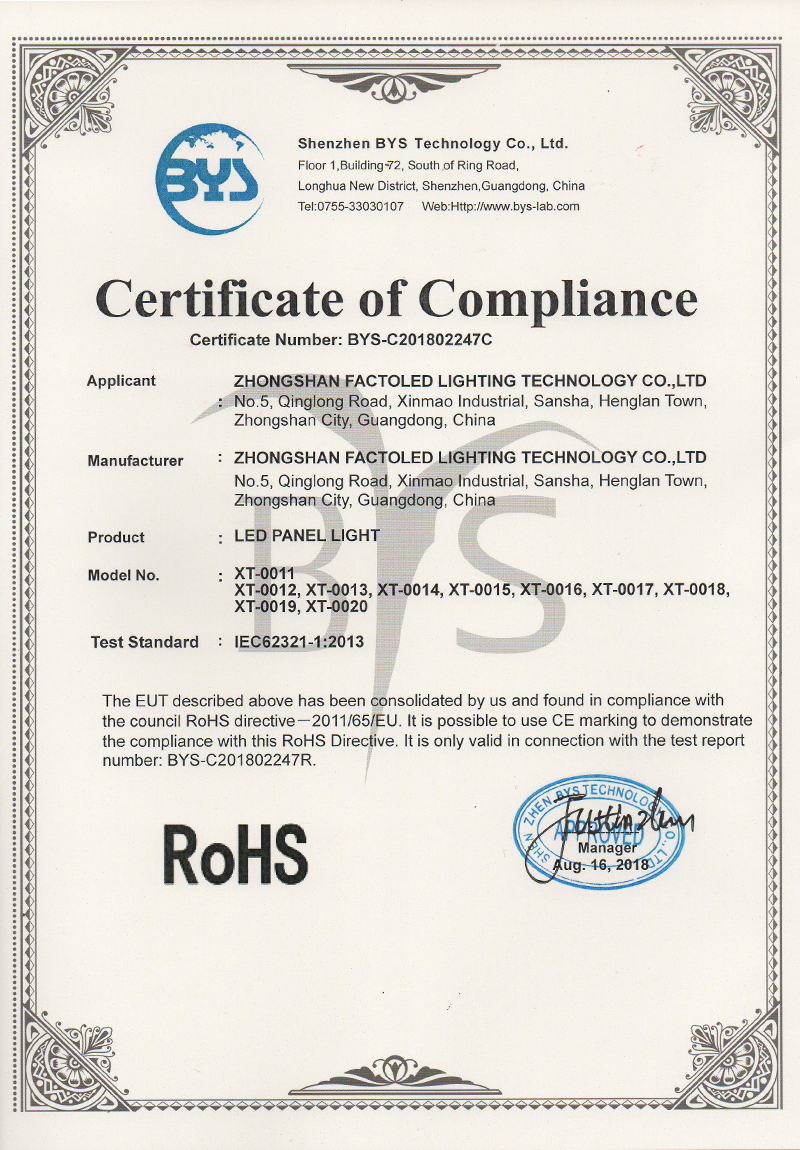 BYS
Shenzhen BYS Technology Co., Ltd.
Floor 1,Building-72, South of Ring Road,
Longhua New District, Shenzhen,Guangdong, China
Tel:0755-33030107 Web:Http://www.bys-lab.com
Certificate of Compliance
Certificate Number: BYS-C201802247C
Applicant : ZHONGSHAN FACTOLED LIGHTING TECHNOLOGY CO.,LTD
No.5, Qinglong Road, Xinmao Industrial, Sansha, Henglan Town,
Zhongshan City, Guangdong, China
Manufacturer : ZHONGSHAN FACTOLED LIGHTING TECHNOLOGY CO.,LTD
No.5, Qinglong Road, Xinmao Industrial, Sansha, Henglan Town,
Zhongshan City, Guangdong, China
Product : LED PANEL LIGHT
Model No. : XT-0011
XT-0012, XT-0013, XT-0014, XT-0015, XT-0016, XT-0017, XT-0018,
XT-0019, XT-0020
Test Standard : IEC62321-1:2013
BYS
The EUT described above has been consolidated by us and found in compliance with
the council RoHS directive—2011/65/EU. It is possible to use CE marking to demonstrate
the compliance with this RoHS Directive. It is only valid in connection with the test report
number: BYS-C201802247R.
RoHS
SHEN ZHEN BYS TECHNOLOGY CO., LTD
APPROVED
Manager
Aug. 16, 2018